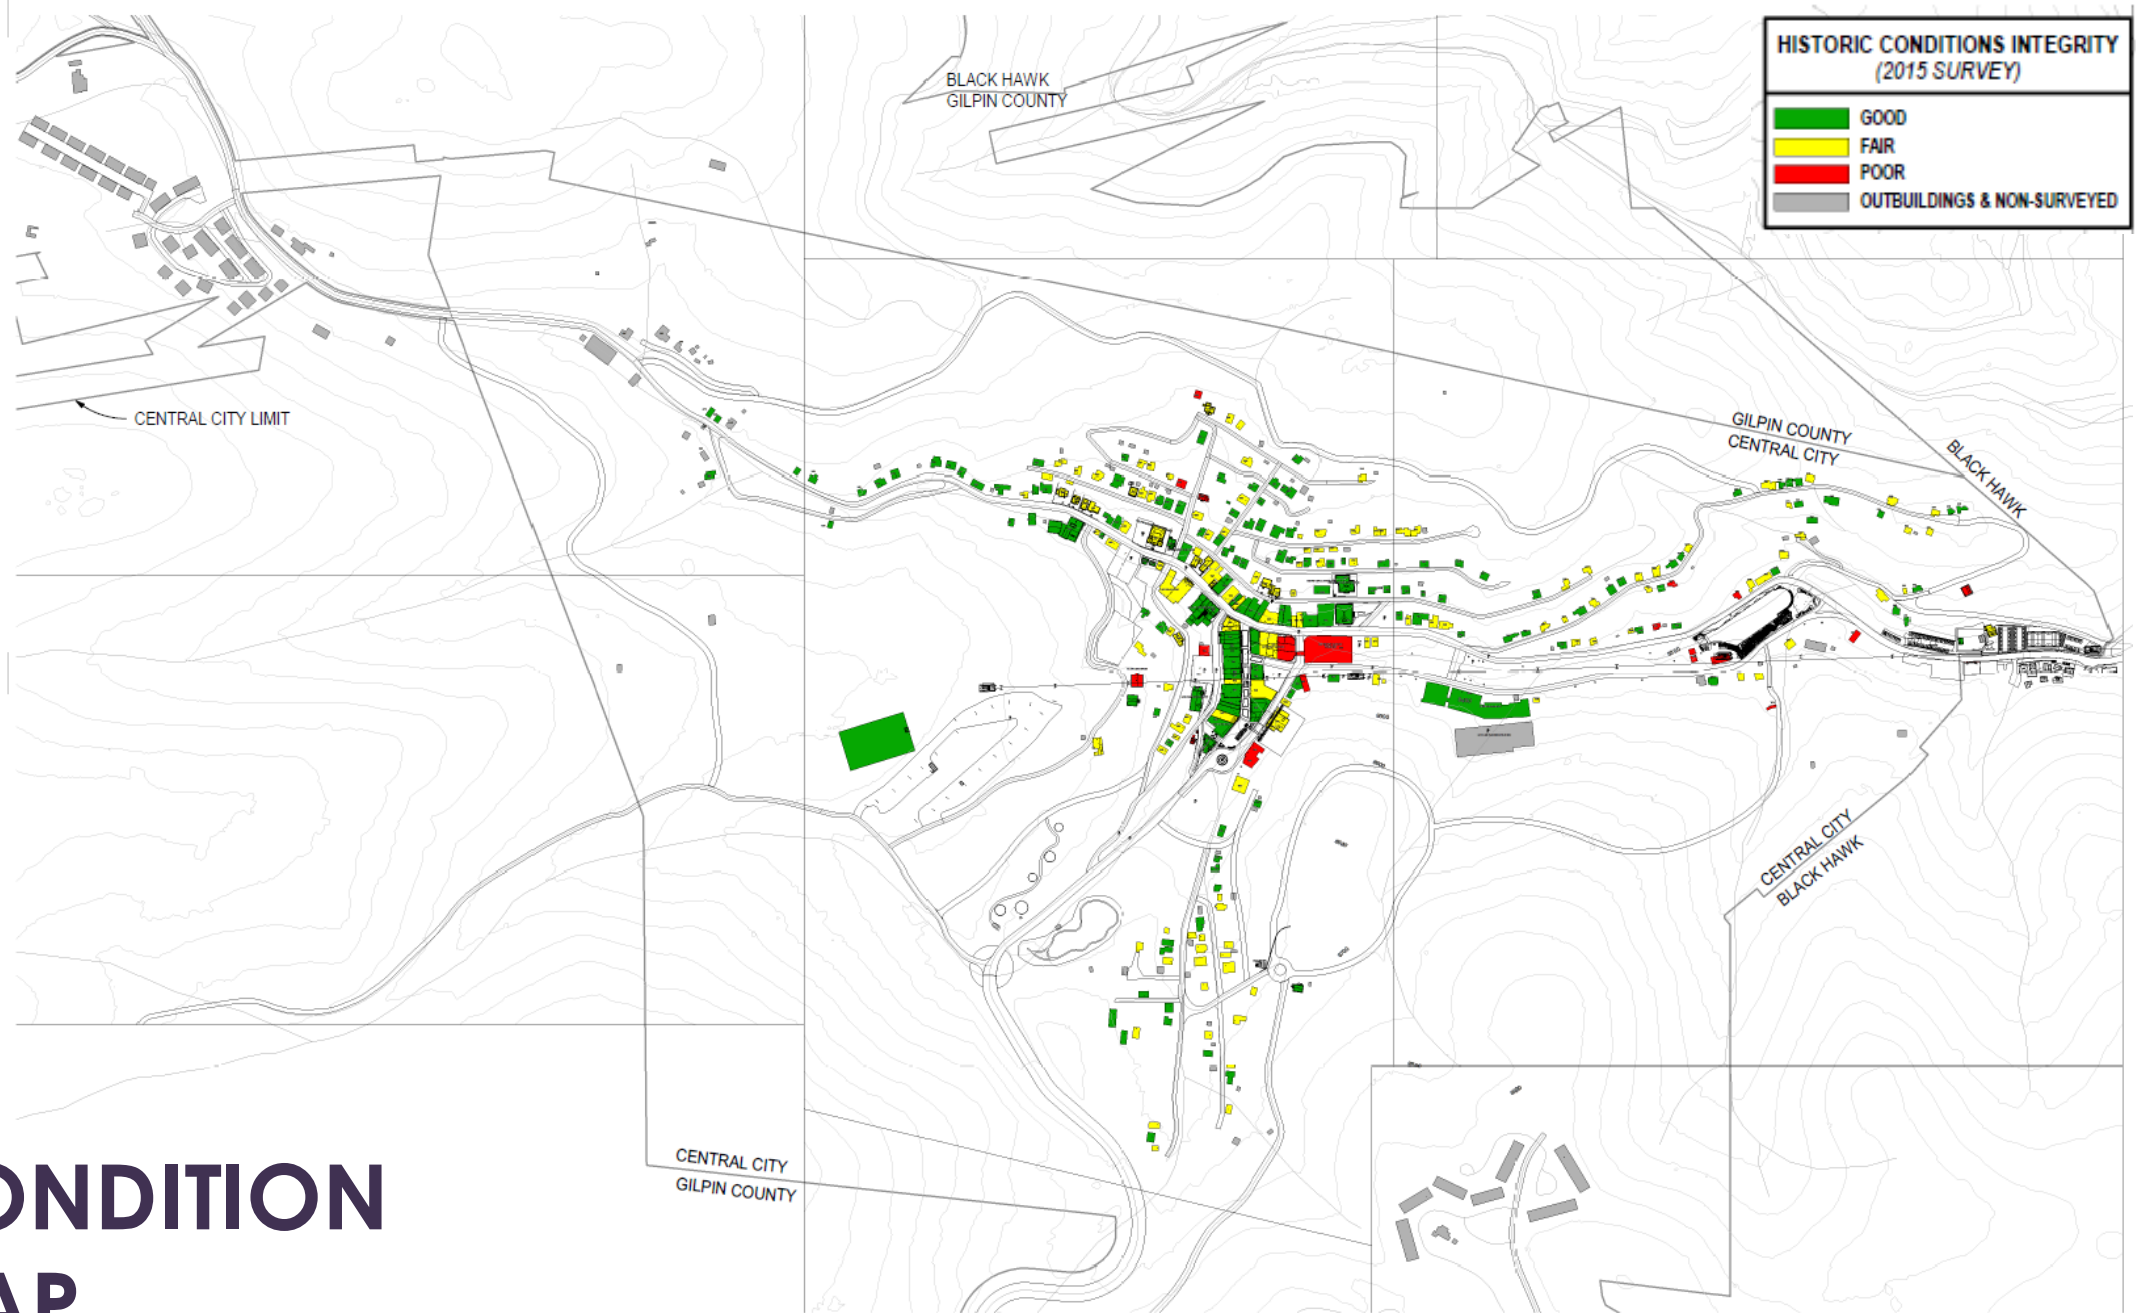 HISTORIC CONDITIONS INTEGRITY
(2015 SURVEY)
GOOD
FAIR
POOR
OUTBUILDINGS & NON-SURVEYED
BLACK HAWK
GILPIN COUNTY
CENTRAL CITY LIMIT
GILPIN COUNTY
CENTRAL CITY
BLACK HAWK
CENTRAL CITY
BLACK HAWK
CENTRAL CITY
GILPIN COUNTY
ONDITION
AP